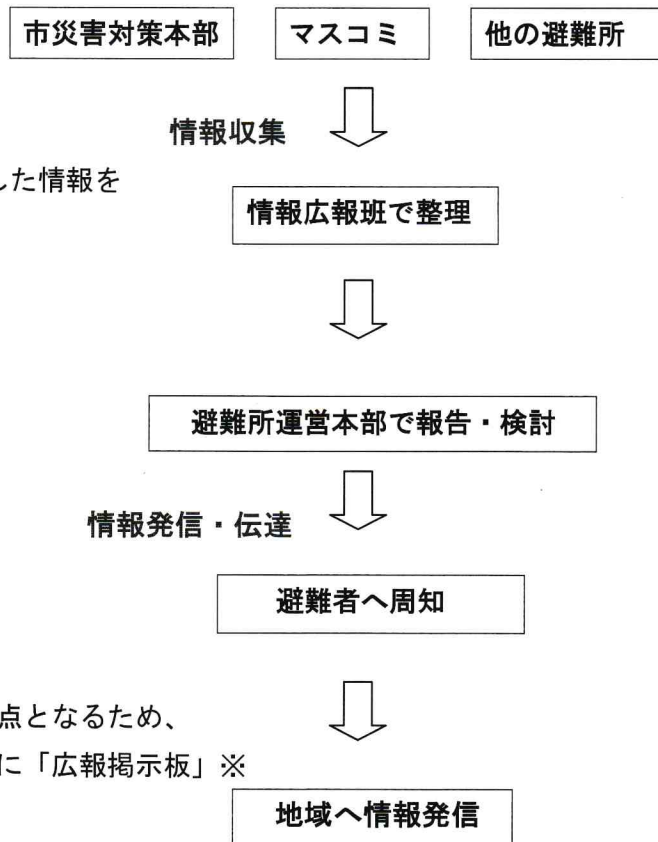 市災害対策本部 マスコミ 他の避難所
情報収集
した情報を
情報広報班で整理
避難所運営本部で報告・検討
情報発信・伝達
避難者へ周知
点となるため、
に「広報掲示板」※
地域へ情報発信